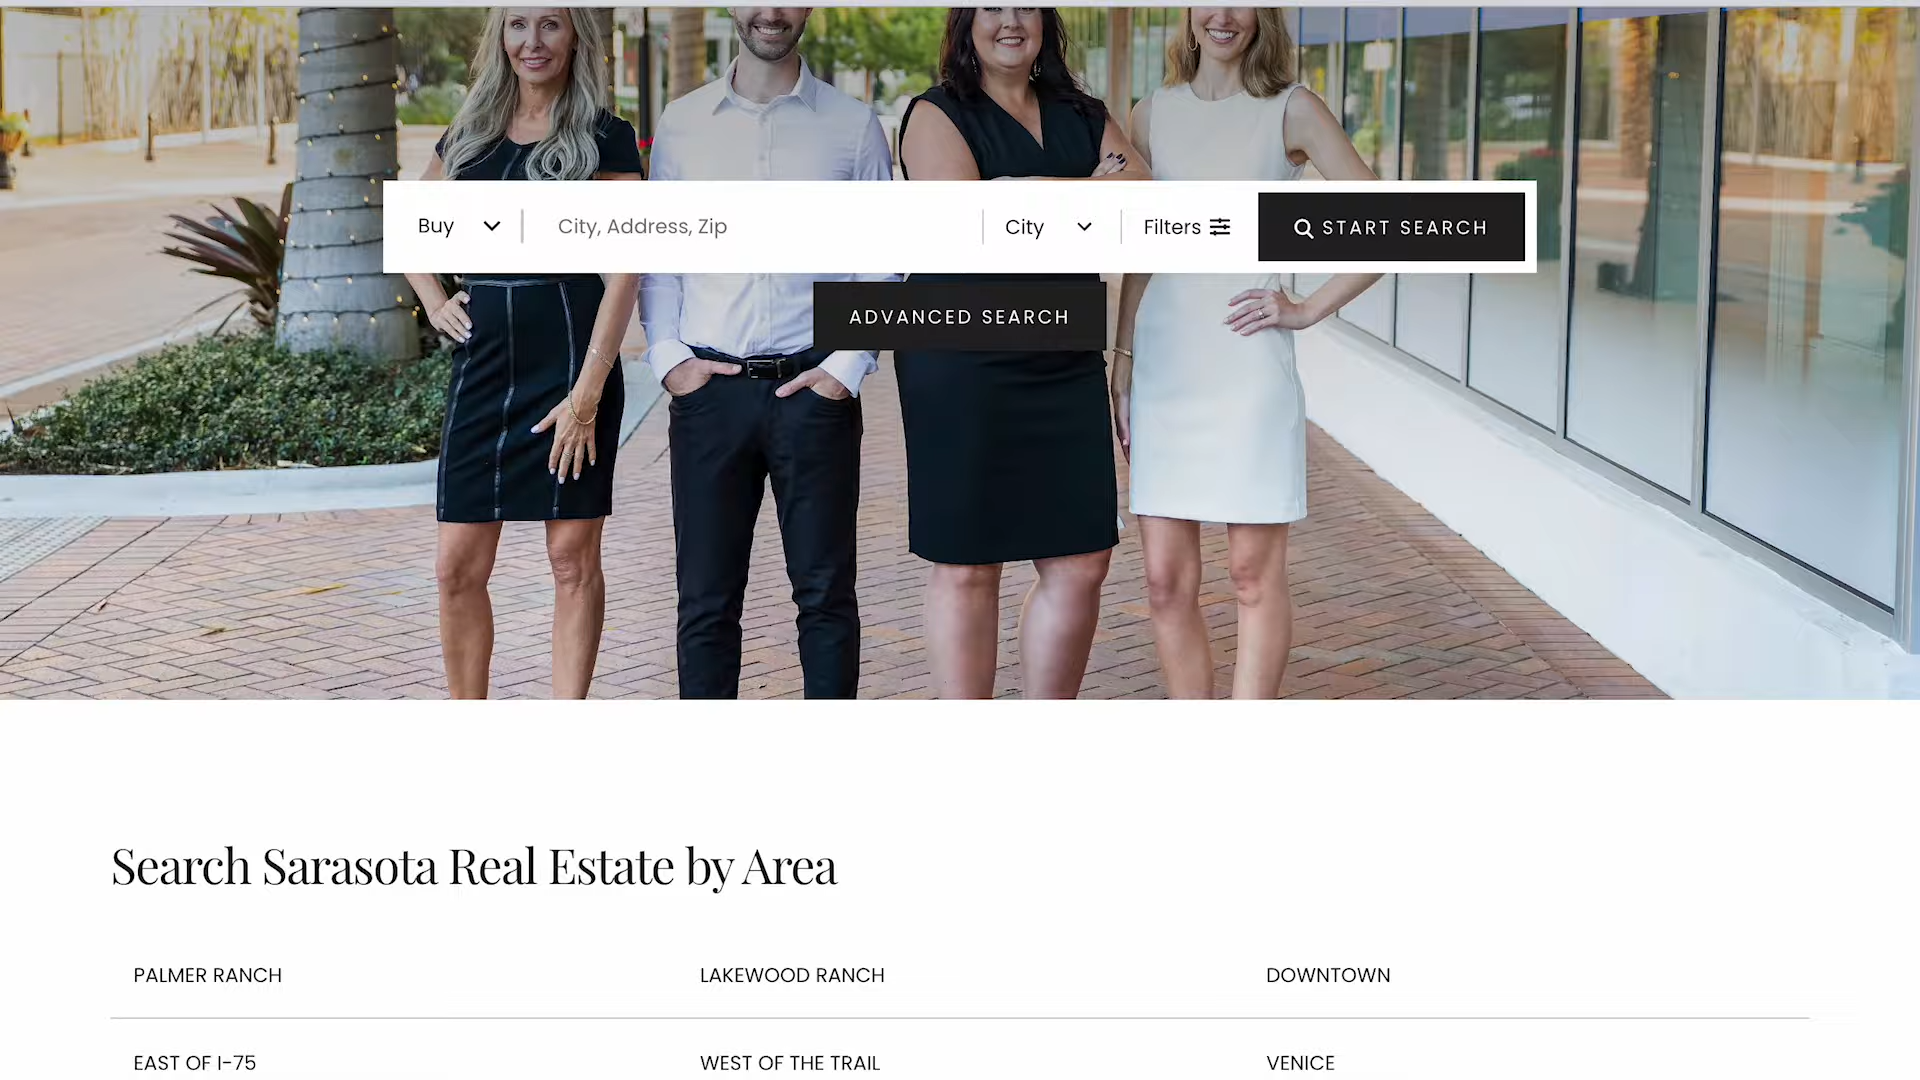 Buy
City, Address, Zip
City
Filters
START SEARCH
ADVANCED SEARCH
Search Sarasota Real Estate by Area
PALMER RANCH
LAKEWOOD RANCH
DOWNTOWN
EAST OF I-75
WEST OF THE TRAIL
VENICE